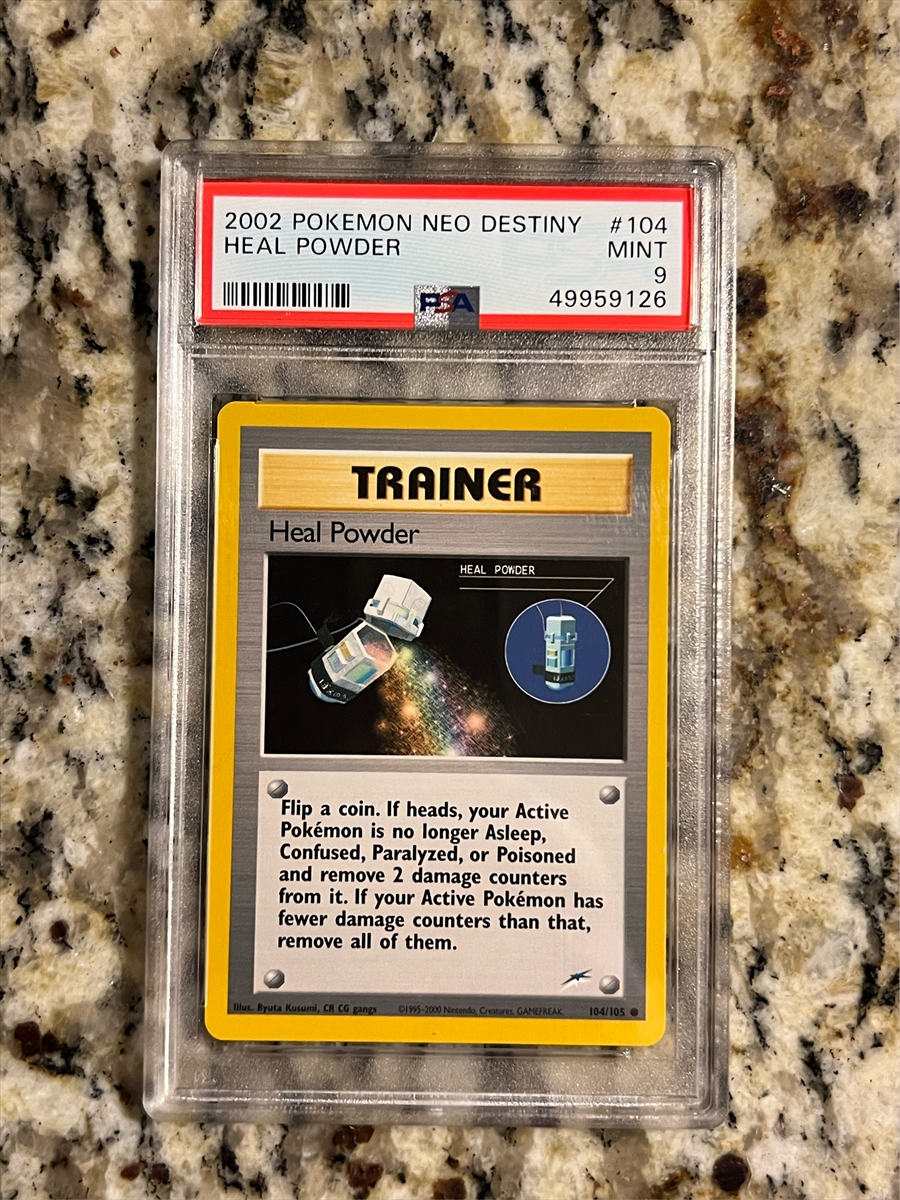 2002 POKEMON NEO DESTINY #104
HEAL POWDER MINT
9
PSA 49959126
TRAINER
Heal Powder
HEAL POWDER
Flip a coin. If heads, your Active
Pokémon is no longer Asleep,
Confused, Paralyzed, or Poisoned
and remove 2 damage counters
from it. If your Active Pokémon has
fewer damage counters than that,
remove all of them.
Illus. Ryuta Kusumi, CR CG gangs ©1995-2000 Nintendo, Creatures, GAMEFREAK. 104/105